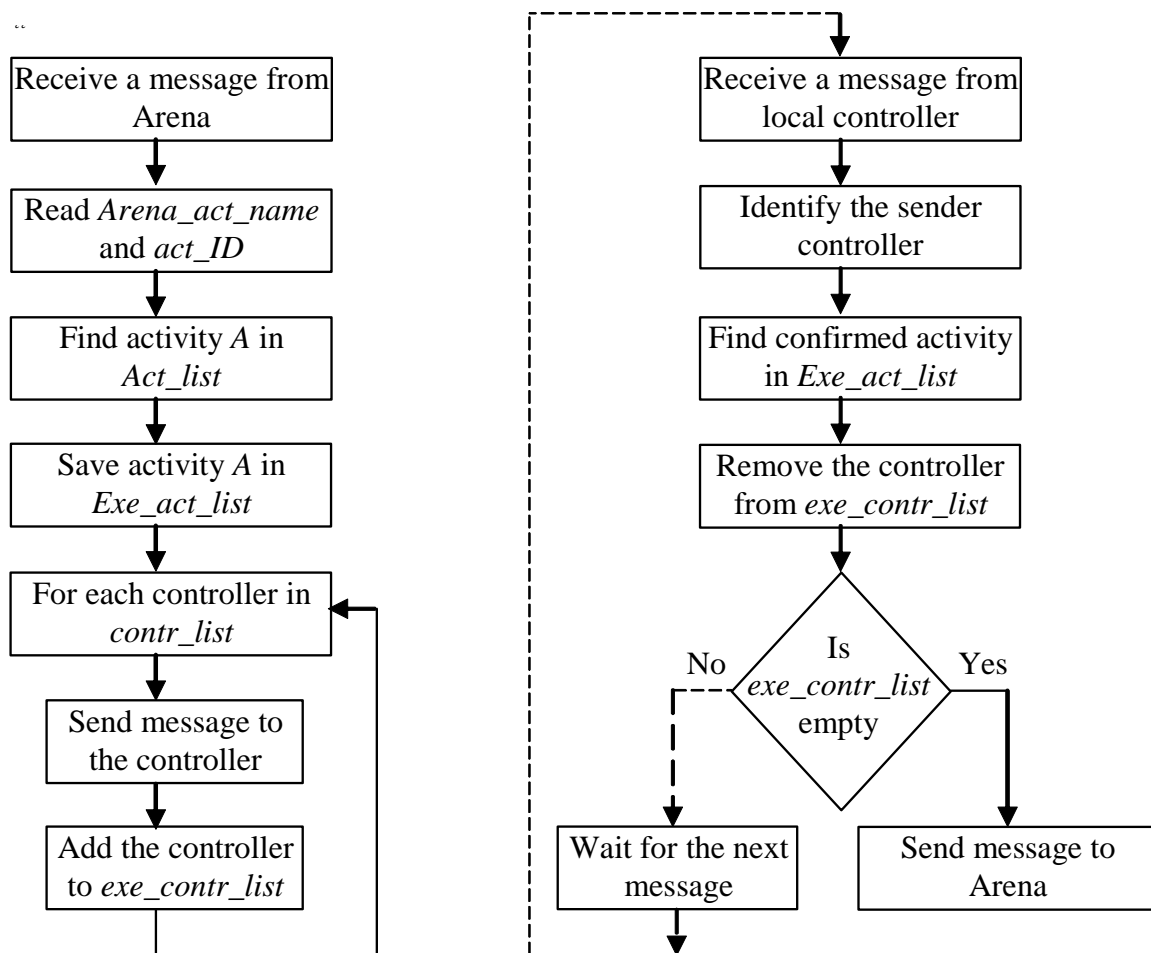 Receive a message from
Arena
Read Arena_act_name
and act_ID
Find activity A in
Act_list
Save activity A in
Exe_act_list
For each controller in
contr_list
Send message to
the controller
Add the controller
to exe_contr_list
Receive a message from
local controller
Identify the sender
controller
Find confirmed activity
in Exe_act_list
Remove the controller
from exe_contr_list
Is
exe_contr_list
empty
No
Yes
Wait for the next
message
Send message to
Arena